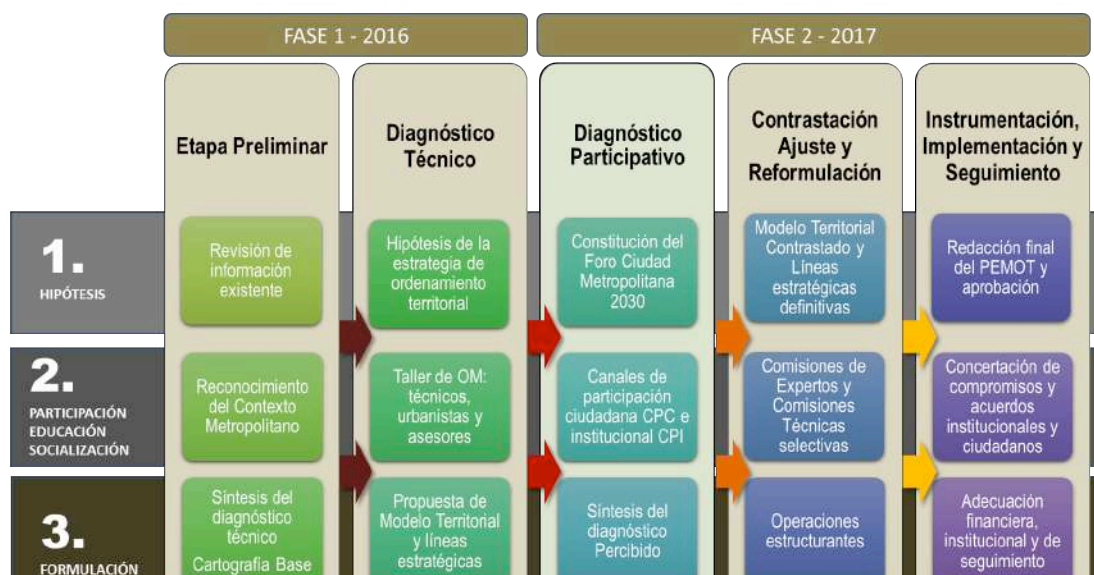 FASE 1 - 2016
FASE 2 - 2017
Etapa Preliminar
Diagnóstico
Técnico
Diagnóstico
Participativo
Contrastación
Ajuste y
Reformulación
Instrumentación,
Implementación y
Seguimiento
1.
HIPÓTESIS
Revisión de
información
existente
Hipótesis de la
estrategia de
ordenamiento
territorial
Constitución del
Foro Ciudad
Metropolitana
2030
Modelo Territorial
Contrastado y
Líneas
estratégicas
definitivas
Redacción final
del PEMOT y
aprobación
2.
PARTICIPACIÓN
EDUCACIÓN
SOCIALIZACIÓN
Reconocimiento
del Contexto
Metropolitano
Taller de OM:
técnicos,
urbanistas y
asesores
Canales de
participación
ciudadana CPC e
institucional CPI
Comisiones de
Expertos y
Comisiones
Técnicas
selectivas
Concertación de
compromisos y
acuerdos
institucionales y
ciudadanos
3.
FORMULACIÓN
Síntesis del
diagnóstico
técnico
Cartografía Base
Propuesta de
Modelo Territorial
y líneas
estratégicas
Síntesis del
diagnóstico
Percibido
Operaciones
estructurantes
Adecuación
financiera,
institucional y de
seguimiento